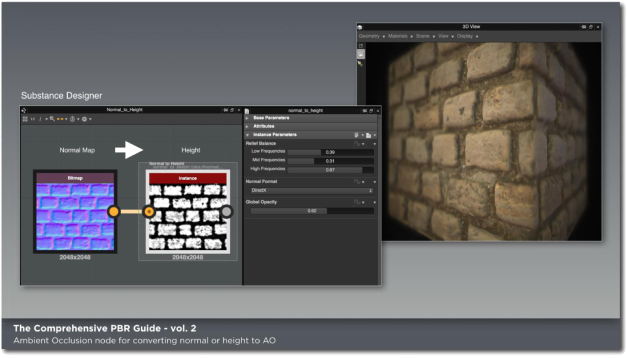 3D View
Geometry Materials Scene View Display
Substance Designer
Normal_to_Height
normal_to_height
Base Parameters
Attributes
Instance Parameters
Relief Balance
Low Frequencies 0.39
Mid Frequencies 0.31
High Frequencies 0.87
Normal Format
DirectX
Global Opacity
0.62
Normal Map
Height
Normal to Height
Bitmap
Instance
2048x2048
2048x2048
The Comprehensive PBR Guide - vol. 2
Ambient Occlusion node for converting normal or height to AO